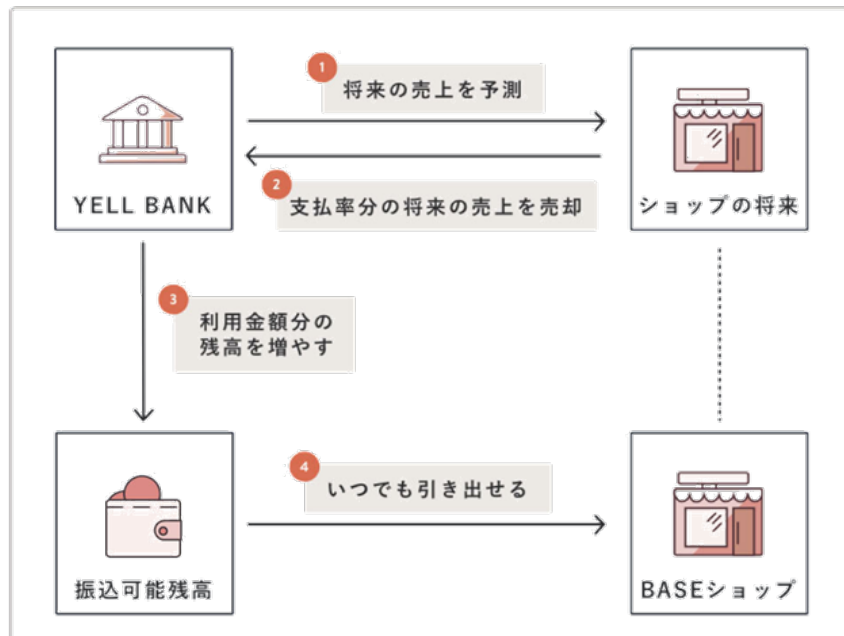 1
将来の売上を予測
YELL BANK
2
支払率分の将来の売上を売却
ショップの将来
3
利用金額分の
残高を増やす
4
いつでも引き出せる
振込可能残高
BASEショップ